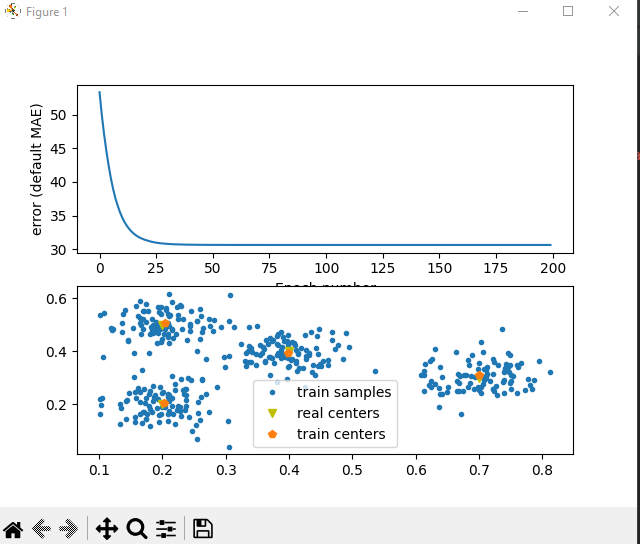 Figure 1
error (default MAE)
50
45
40
35
30
0 25 50 75 100 125 150 175 200
Epoch number
0.6
0.4
0.2
train samples
real centers
train centers
0.1 0.2 0.3 0.4 0.5 0.6 0.7 0.8